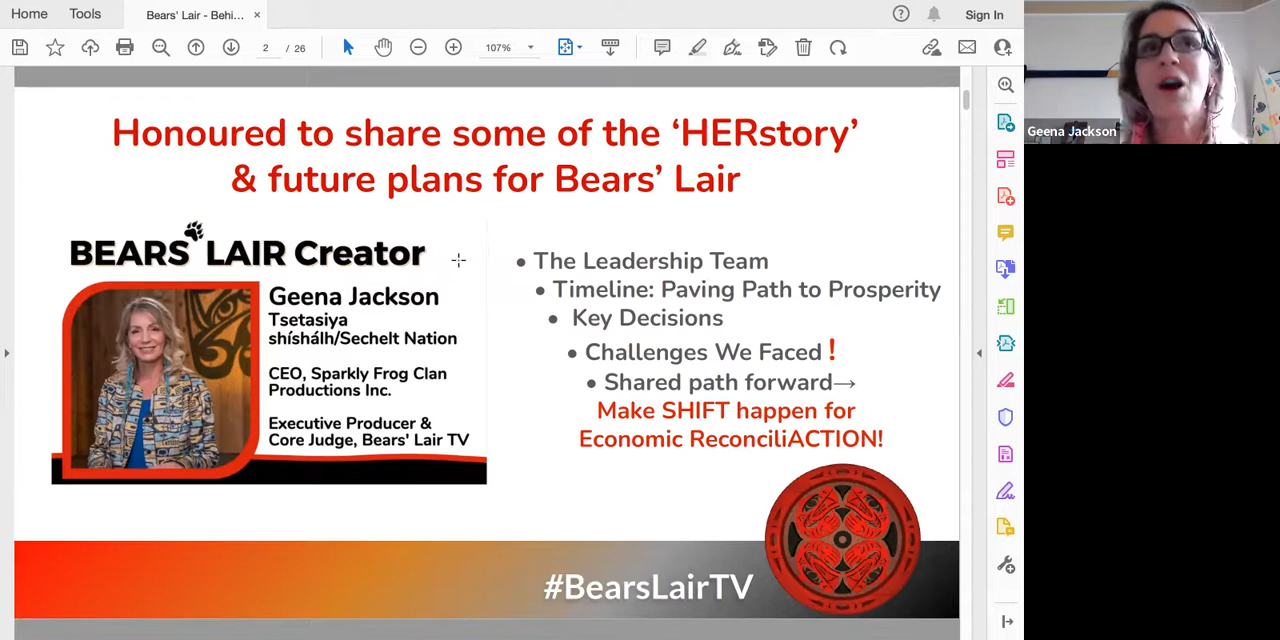 Home
Tools
Bears' Lair - Behi...
×
Sign In
2
/ 26
107%
Honoured to share some of the ‘HERstory’
& future plans for Bears’ Lair
BEARS' LAIR Creator
Geena Jackson
Tsetasiya
shíshálh/Sechelt Nation
CEO, Sparkly Frog Clan
Productions Inc.
Executive Producer &
Core Judge, Bears' Lair TV
• The Leadership Team
• Timeline: Paving Path to Prosperity
• Key Decisions
• Challenges We Faced !
• Shared path forward→
Make SHIFT happen for
Economic ReconciliACTION!
#BearsLairTV
Geena Jackson